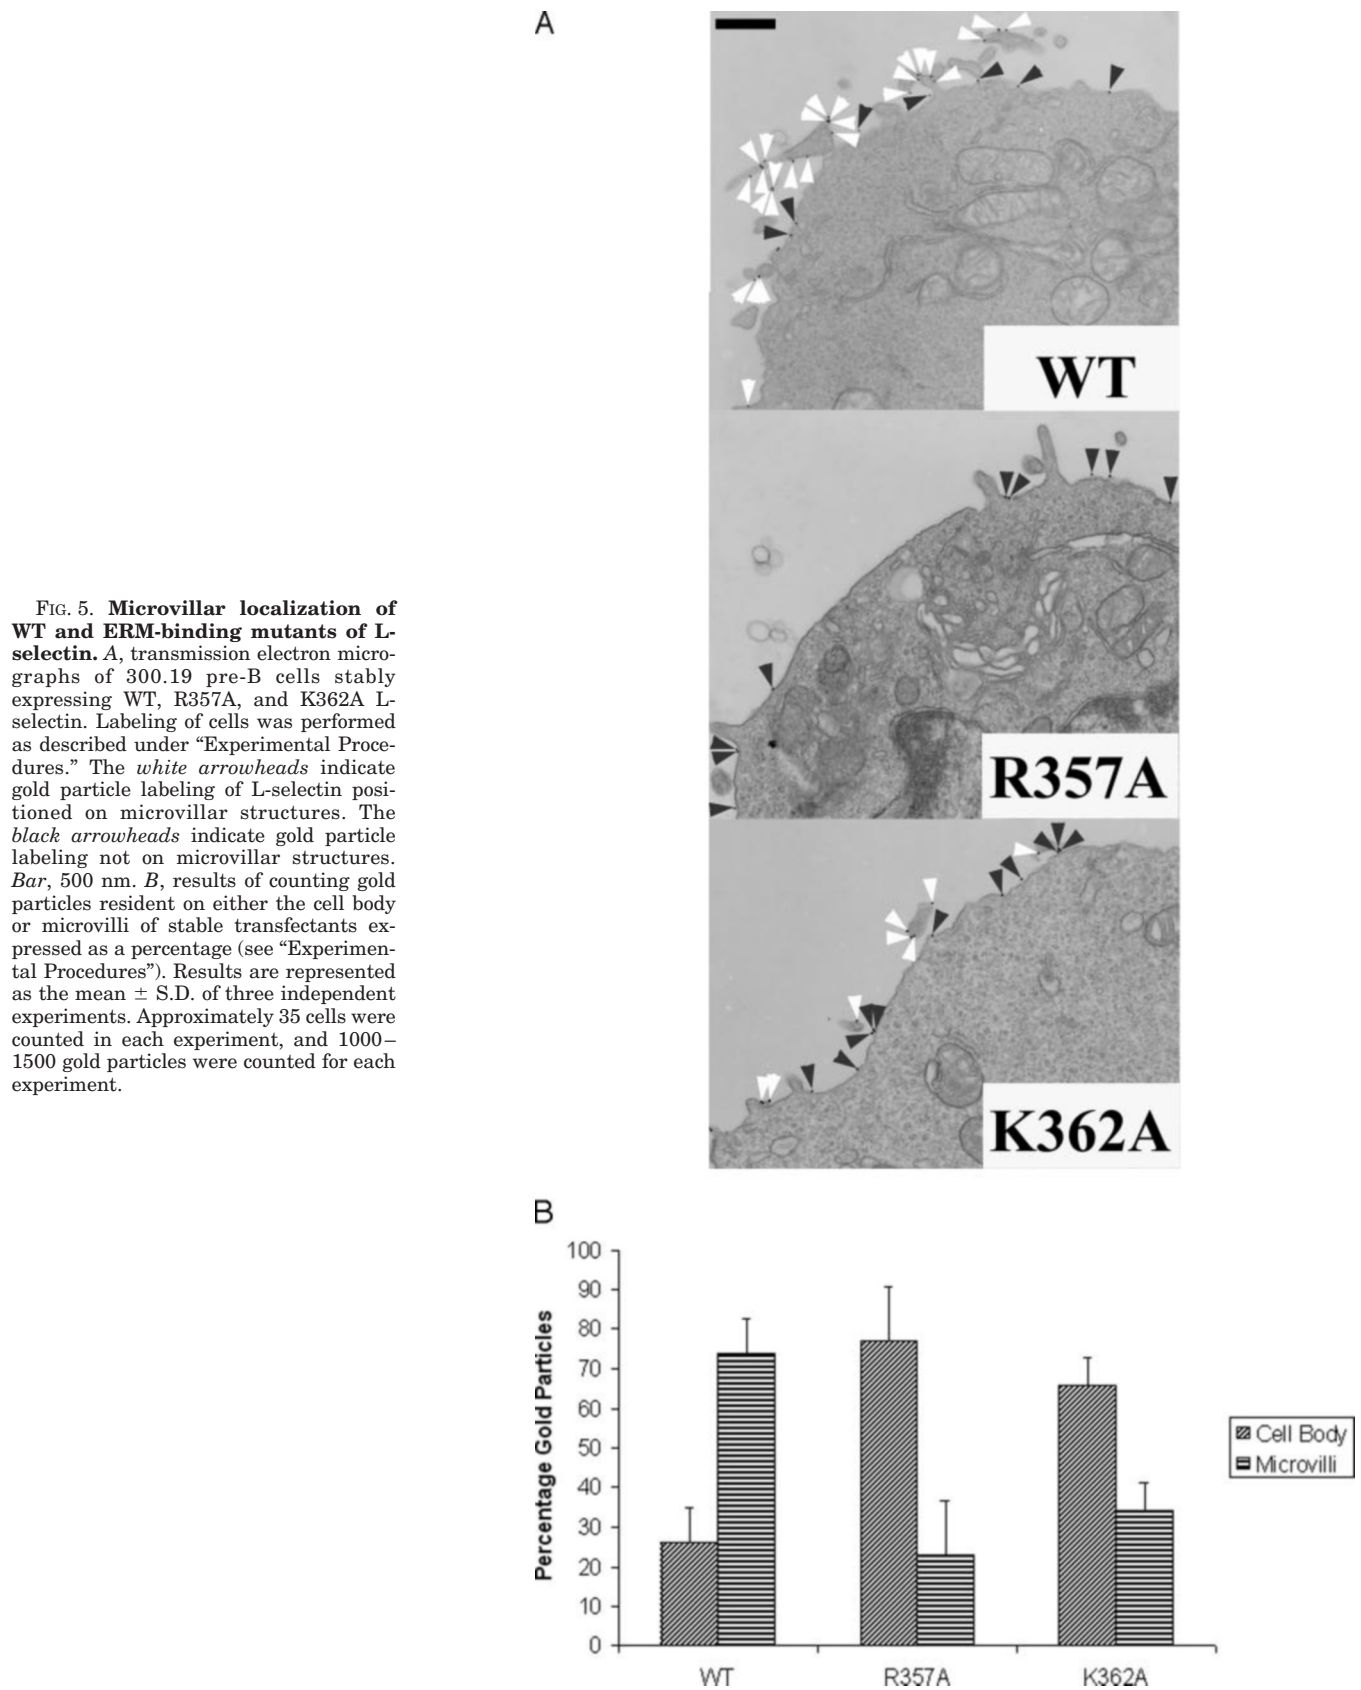 A
WT
R357A
K362A
FIG. 5. Microvillar localization of
WT and ERM-binding mutants of L-
selectin. A, transmission electron micro-
graphs of 300.19 pre-B cells stably
expressing WT, R357A, and K362A L-
selectin. Labeling of cells was performed
as described under “Experimental Proce-
dures.” The white arrowheads indicate
gold particle labeling of L-selectin posi-
tioned on microvillar structures. The
black arrowheads indicate gold particle
labeling not on microvillar structures.
Bar, 500 nm. B, results of counting gold
particles resident on either the cell body
or microvilli of stable transfectants ex-
pressed as a percentage (see “Experimen-
tal Procedures”). Results are represented
as the mean ± S.D. of three independent
experiments. Approximately 35 cells were
counted in each experiment, and 1000–
1500 gold particles were counted for each
experiment.
B
Percentage Gold Particles
100
90
80
70
60
50
40
30
20
10
0
WT R357A K362A
Cell Body
Microvilli